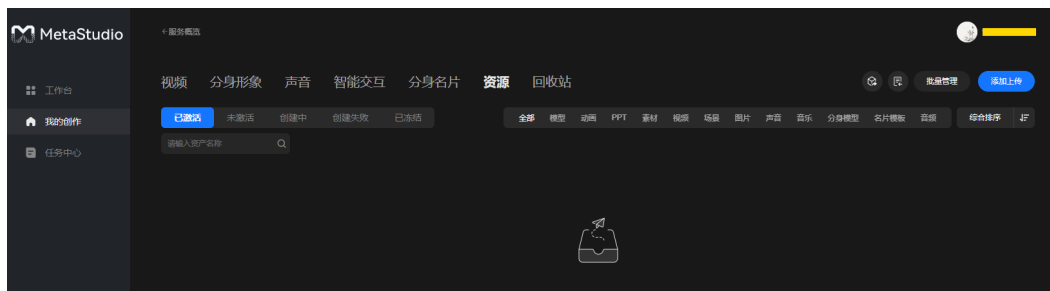 MetaStudio
←服务概览
视频 分身形象 声音 智能交互 分身名片 资源 回收站
批量管理 添加上传
工作台
我的创作
任务中心
已激活 未激活 创建中 创建失败 已冻结
全部 模型 动画 PPT 素材 视频 场景 图片 声音 音乐 分身模型 名片模板 音频 综合排序
请输入资产名称